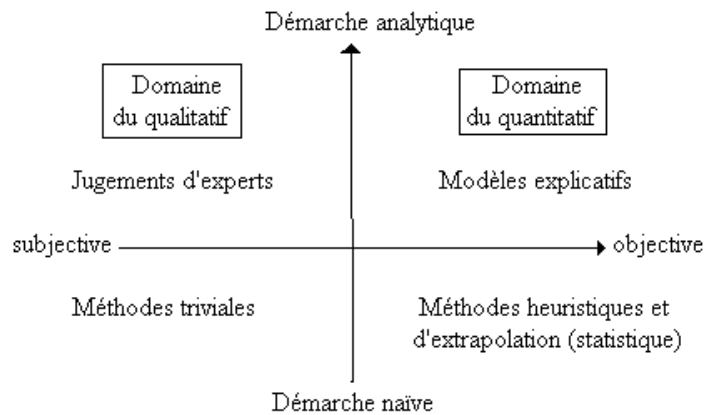 Démarche analytique
Domaine
du qualitatif
Domaine
du quantitatif
Jugements d'experts
Modèles explicatifs
subjective
objective
Méthodes triviales
Méthodes heuristiques et
d'extrapolation (statistique)
Démarche naïve